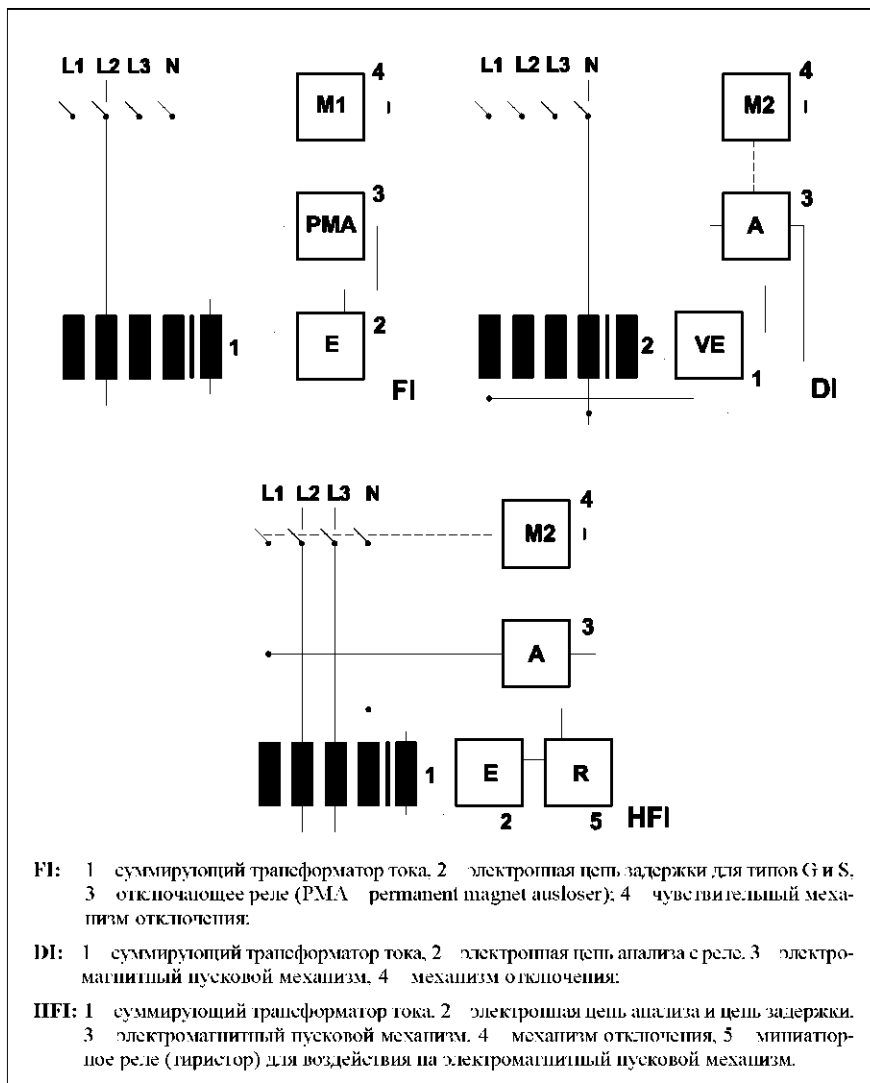 L1 L2 L3 N
4
M1
I
3
PMA
2
E
1
FI
L1 L2 L3 N
4
M2
I
3
A
2
VE
1
DI
L1 L2 L3 N
4
M2
I
3
A
1
E
R
2
5
HFI
FI: 1 суммирующий трансформатор тока, 2 электронная цепь задержки для типов G и S,
3 отключающее реле (PMA permanent magnet ausloser); 4 чувствительный меха-
низм отключения;
DI: 1 суммирующий трансформатор тока, 2 электронная цепь анализа с реле. 3 электро-
магнитный пусковой механизм, 4 механизм отключения;
HFI: 1 суммирующий трансформатор тока. 2 электронная цепь анализа и цепь задержки.
3 электромагнитный пусковой механизм. 4 механизм отключения, 5 миниатюр-
ное реле (тиристор) для воздействия на электромагнитный пусковой механизм.